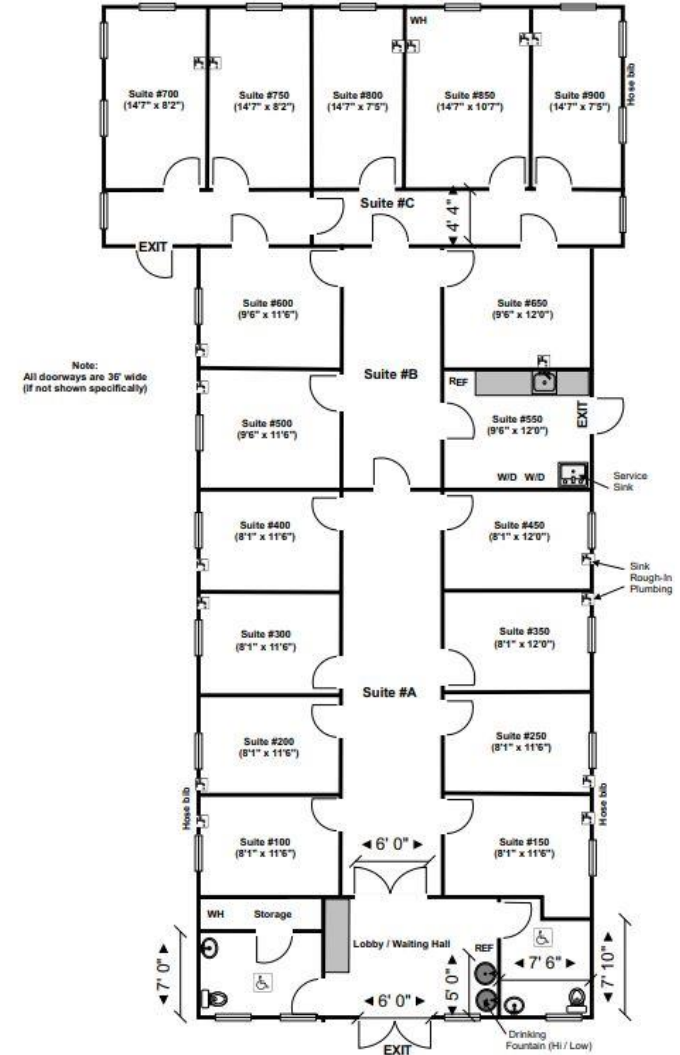 WH
Suite #700
(14'7" x 8'2")
Suite #750
(14'7" x 8'2")
Suite #800
(14'7" x 7'5")
Suite #850
(14'7" x 10'7")
Suite #900
(14'7" x 7'5")
Hose bib
Suite #C
4' 4"
EXIT
Suite #600
(9'6" x 11'6")
Suite #650
(9'6" x 12'0")
Note:
All doorways are 36' wide
(if not shown specifically)
Suite #B
REF
Suite #500
(9'6" x 11'6")
Suite #550
(9'6" x 12'0")
EXIT
W/D W/D
Service
Sink
Suite #400
(8'1" x 11'6")
Suite #450
(8'1" x 12'0")
Sink
Rough-In
Plumbing
Suite #300
(8'1" x 11'6")
Suite #350
(8'1" x 12'0")
Suite #A
Suite #200
(8'1" x 11'6")
Suite #250
(8'1" x 11'6")
Hose bib
Hose bib
Suite #100
(8'1" x 11'6")
6' 0"
Suite #150
(8'1" x 11'6")
WH
Storage
Lobby / Waiting Hall
REF
7' 0"
7' 6"
7' 10"
5' 0"
6' 0"
Drinking
Fountain (Hi / Low)
EXIT